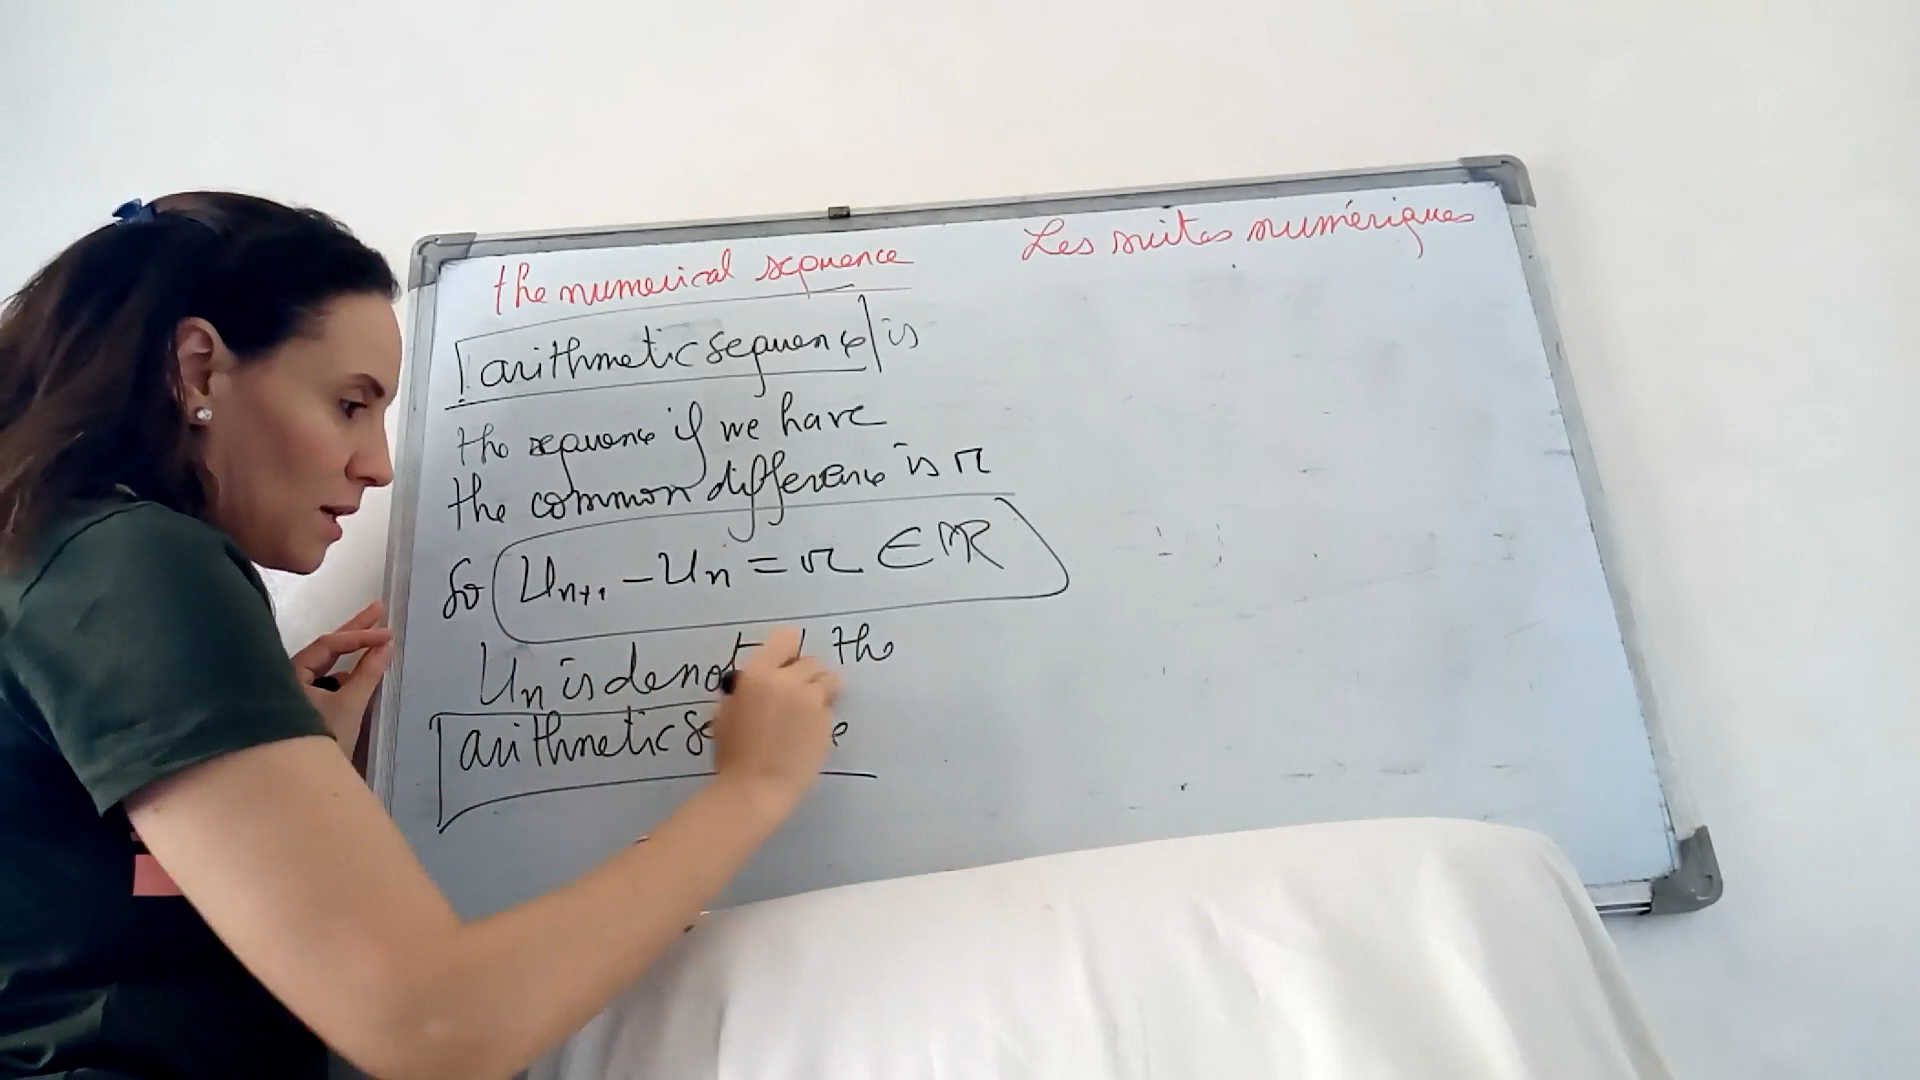 the numerical sequence
Les suites numériques
arithmetic sequence is
the sequence if we have
the common difference is r
So Un+1 - Un = r ∈ IR
Un is denoted the
arithmetic